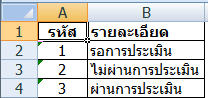 A B
1 รหัส รายละเอียด
2 1 รอการประเมิน
3 2 ไม่ผ่านการประเมิน
4 3 ผ่านการประเมิน